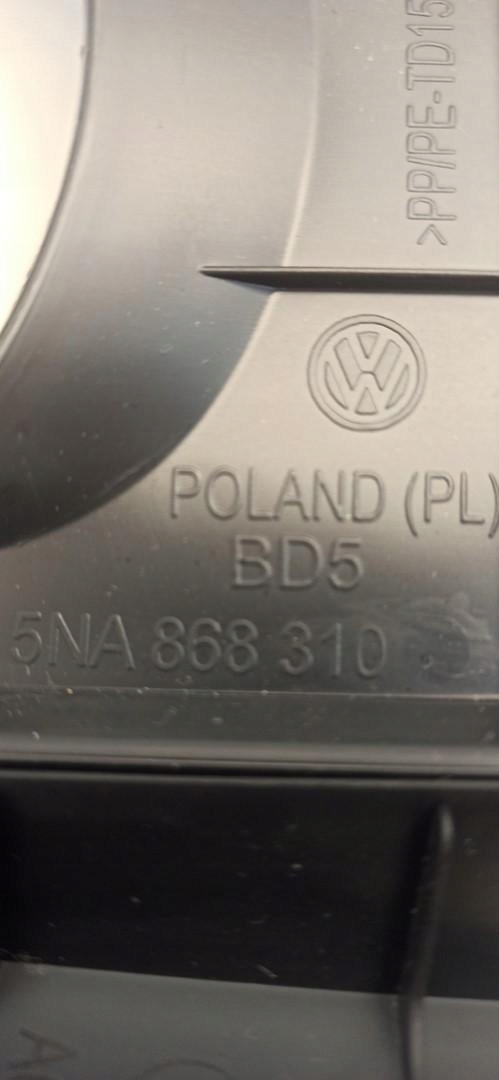 >PP/PE-TD15
POLAND (PL)
BD5
5NA 868 310